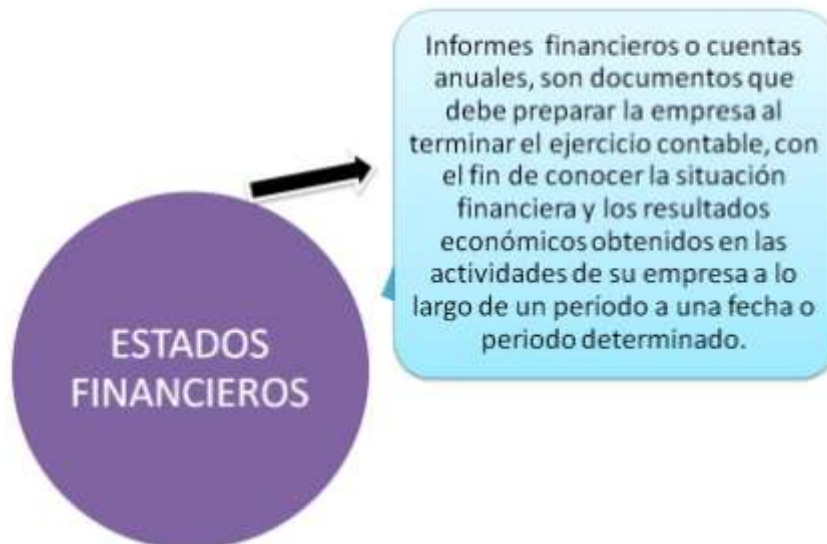 Informes financieros o cuentas
anuales, son documentos que
debe preparar la empresa al
terminar el ejercicio contable, con
el fin de conocer la situación
financiera y los resultados
económicos obtenidos en las
actividades de su empresa a lo
largo de un período a una fecha o
periodo determinado.
ESTADOS
FINANCIEROS